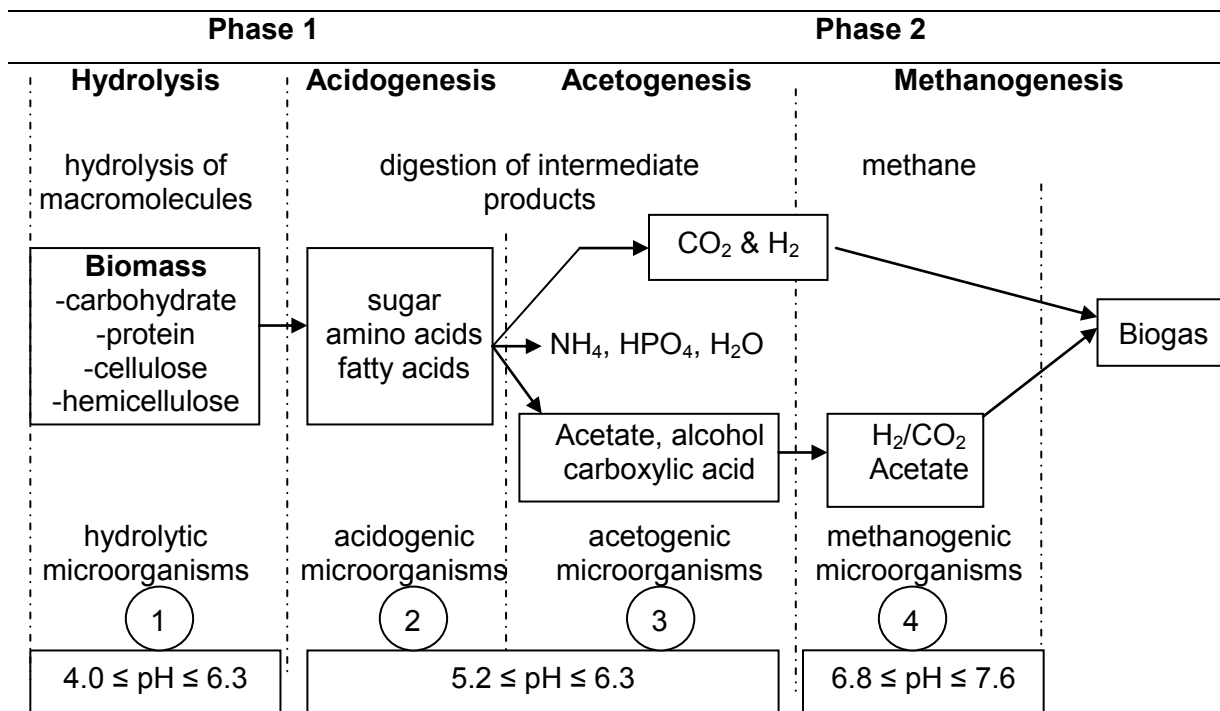 Phase 1 Phase 2
Hydrolysis Acidogenesis Acetogenesis Methanogenesis
hydrolysis of
macromolecules
digestion of intermediate
products
methane
Biomass
-carbohydrate
-protein
-cellulose
-hemicellulose
sugar
amino acids
fatty acids
CO₂ & H₂
NH₄, HPO₄, H₂O
Acetate, alcohol
carboxylic acid
H₂/CO₂
Acetate
Biogas
hydrolytic
microorganisms
acidogenic
microorganisms
acetogenic
microorganisms
methanogenic
microorganisms
1
2
3
4
4.0 ≤ pH ≤ 6.3
5.2 ≤ pH ≤ 6.3
6.8 ≤ pH ≤ 7.6